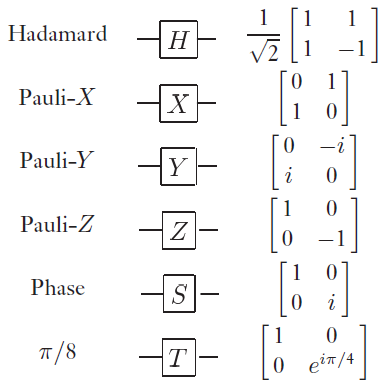 Hadamard H 1/√2 [1 1; 1 −1]
Pauli-X X [0 1; 1 0]
Pauli-Y Y [0 −i; i 0]
Pauli-Z Z [1 0; 0 −1]
Phase S [1 0; 0 i]
π/8 T [1 0; 0 e^{iπ/4}]